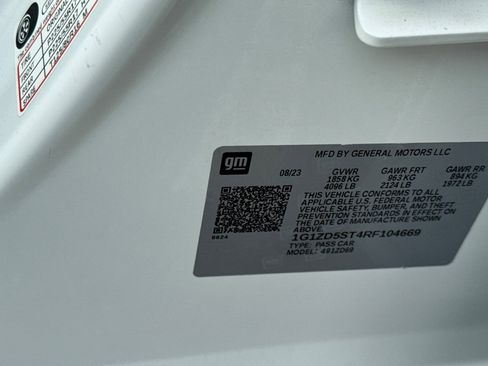 gm
MFD BY GENERAL MOTORS LLC
08/23 GVWR GAWR FRT GAWR RR
1858 KG 963 KG 894 KG
4096 LB 2124 LB 1972 LB
THIS VEHICLE CONFORMS TO ALL
APPLICABLE U.S. FEDERAL MOTOR
VEHICLE SAFETY, BUMPER, AND THEFT
PREVENTION STANDARDS IN EFFECT ON
THE DATE OF MANUFACTURE SHOWN
ABOVE.
1G1ZD5ST4RF104669
TYPE: PASS CAR
MODEL: 491ZD69